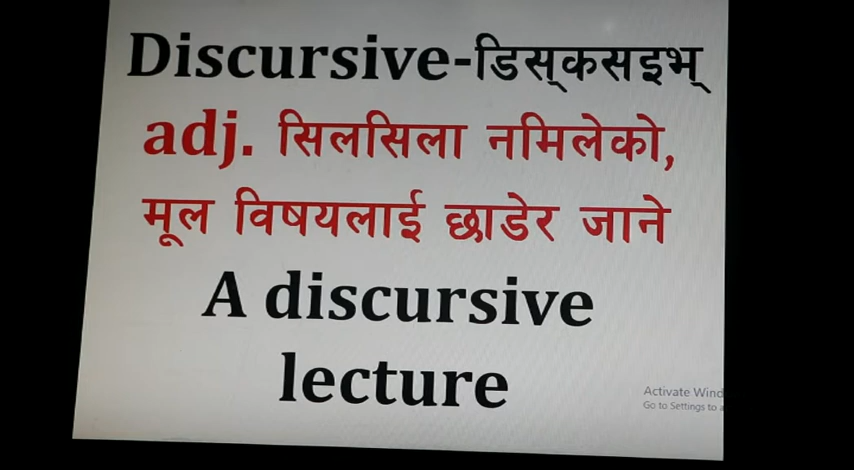 Discursive-डिस्कसइभ्
adj. सिलसिला नमिलेको,
मूल विषयलाई छाडेर जाने
A discursive
lecture
Activate Wind
Go to Settings to a